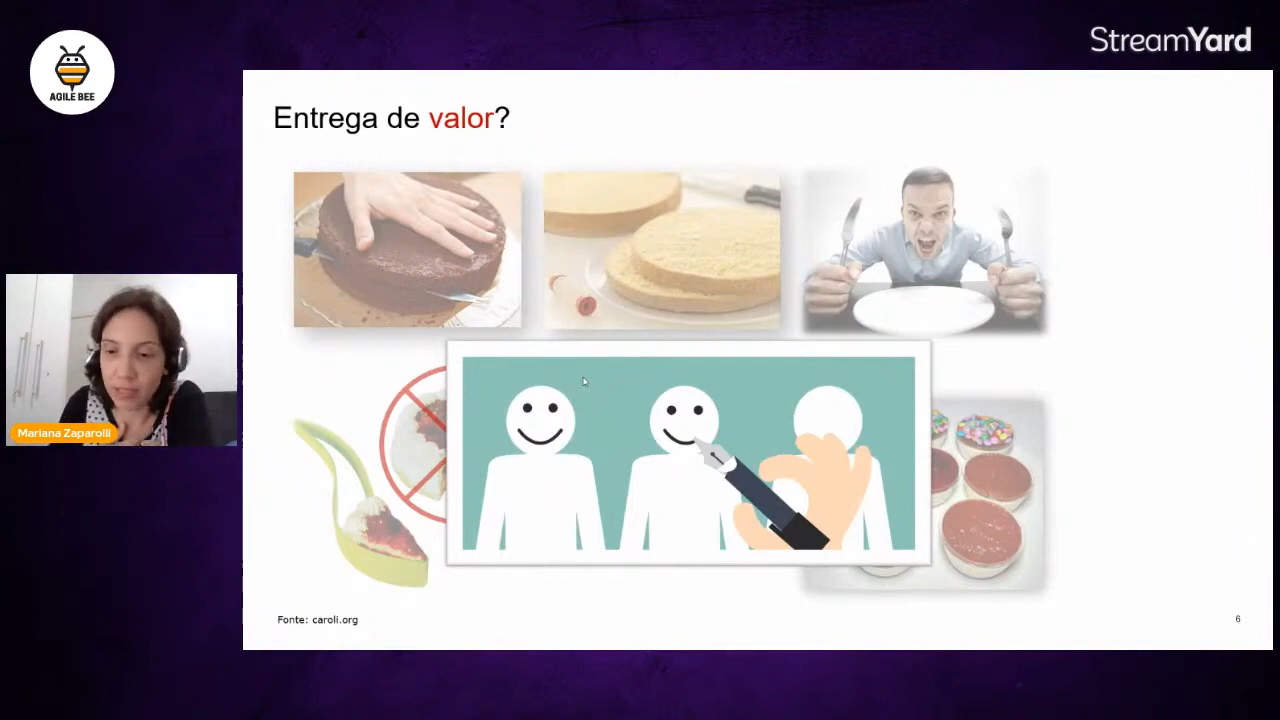 AGILE BEE
StreamYard
Entrega de valor?
Mariana Zaparolli
Fonte: caroli.org
6